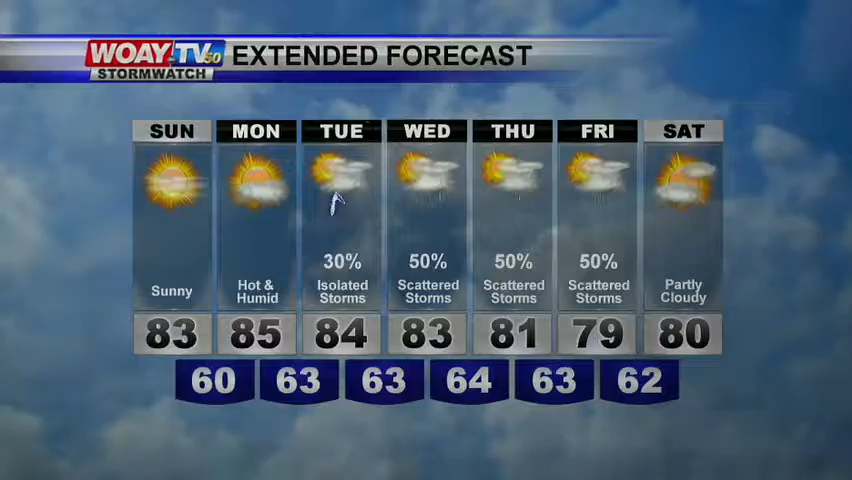 WOAY-TV 50
STORMWATCH
EXTENDED FORECAST
SUN MON TUE WED THU FRI SAT
30% 50% 50% 50%
Sunny
Hot &
Humid
Isolated
Storms
Scattered
Storms
Scattered
Storms
Scattered
Storms
Partly
Cloudy
83 85 84 83 81 79 80
60 63 63 64 63 62